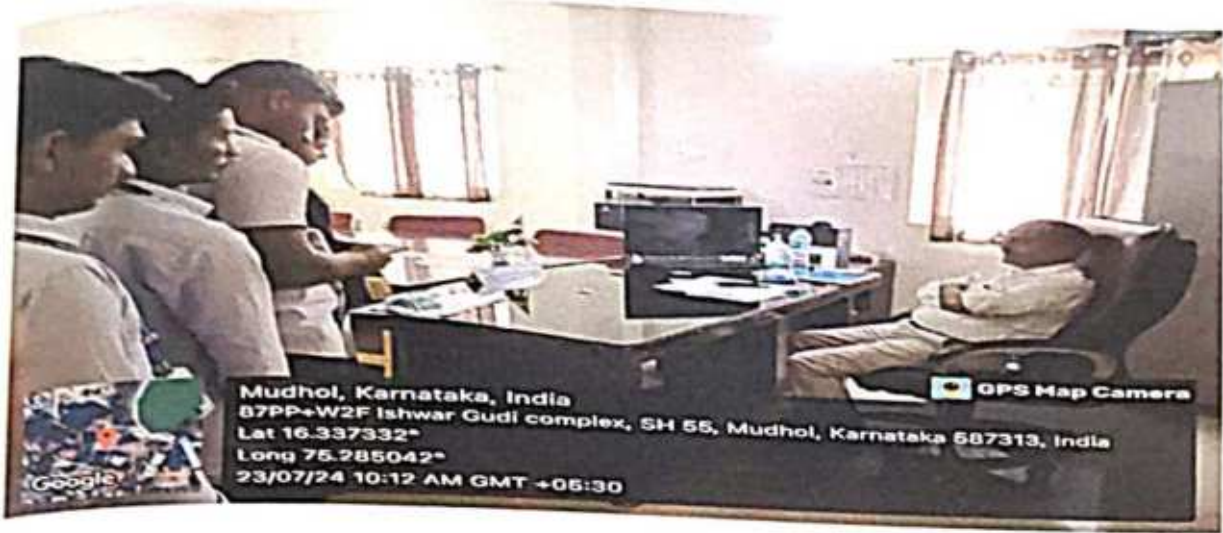 GPS Map Camera
Mudhol, Karnataka, India
87PP+W2F Ishwar Gudi complex, SH 55, Mudhol, Karnataka 587313, India
Lat 16.337332°
Long 75.285042°
23/07/24 10:12 AM GMT +05:30
Google